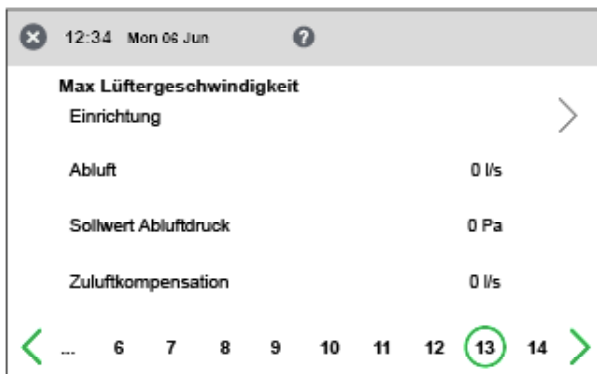 12:34 Mon 06 Jun ?
Max Lüftergeschwindigkeit
Einrichtung
Abluft 0 l/s
Sollwert Abluftdruck 0 Pa
Zuluftkompensation 0 l/s
... 6 7 8 9 10 11 12 13 14